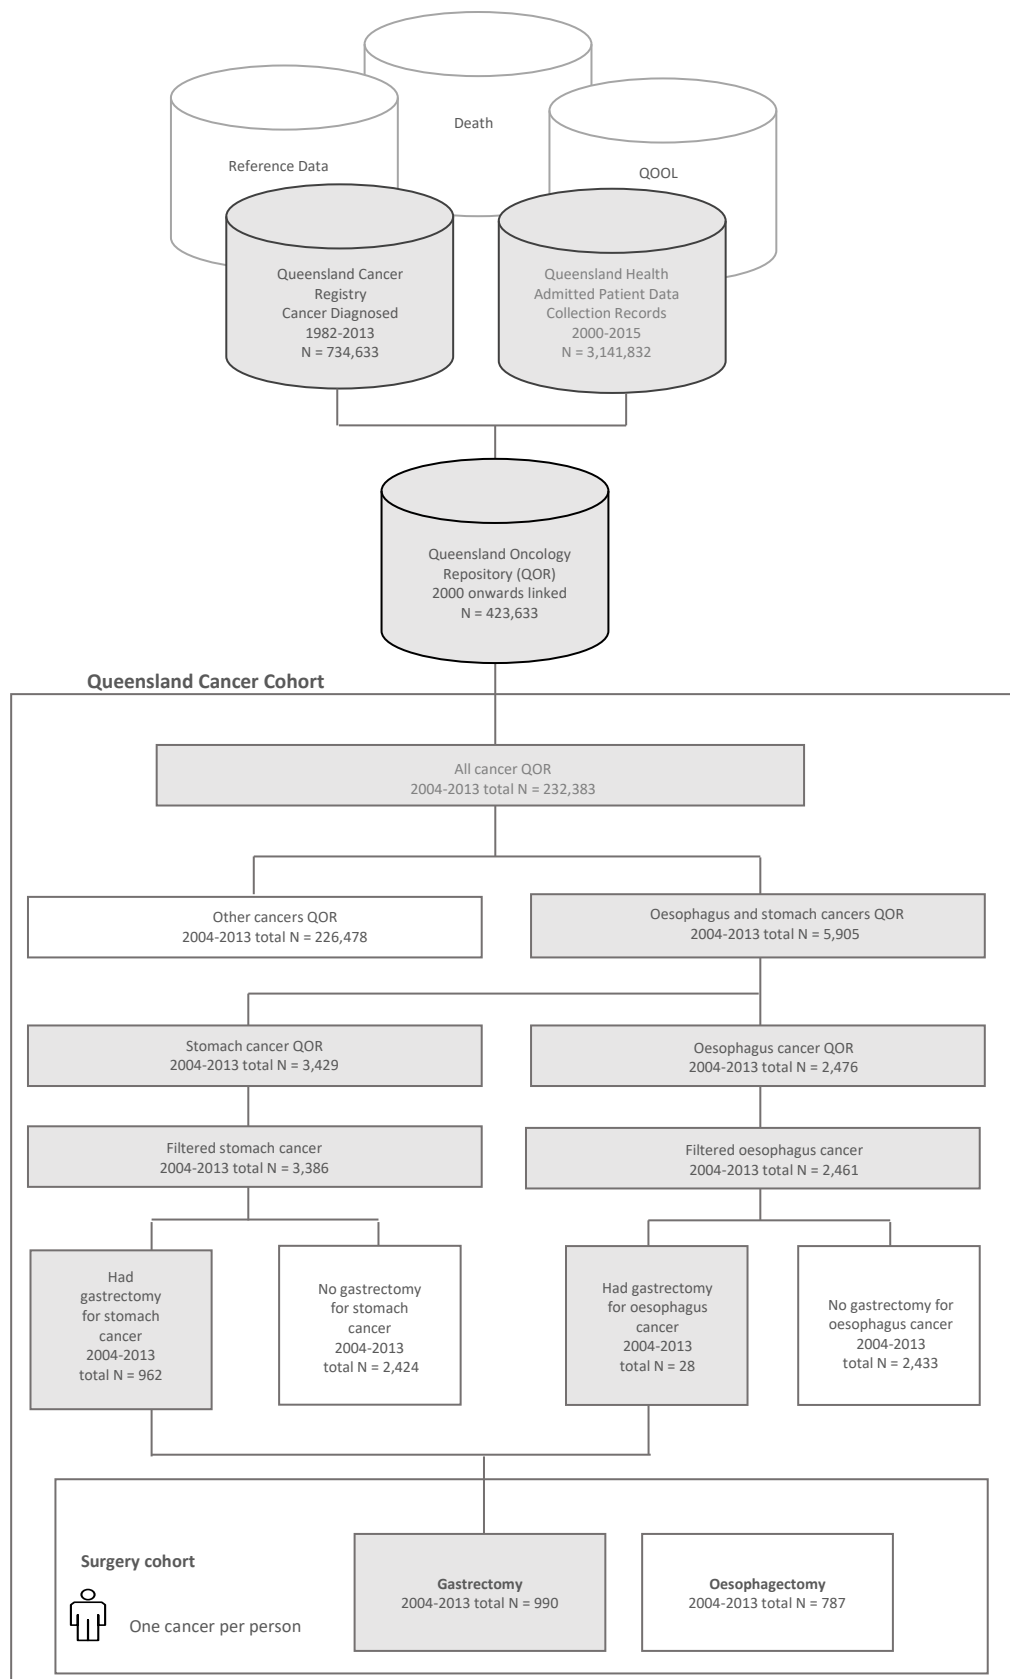 Death
Reference Data
QOOL
Queensland Cancer
Registry
Cancer Diagnosed
1982-2013
N = 734,633
Queensland Health
Admitted Patient Data
Collection Records
2000-2015
N = 3,141,832
Queensland Oncology
Repository (QOR)
2000 onwards linked
N = 423,633
Queensland Cancer Cohort
All cancer QOR
2004-2013 total N = 232,383
Other cancers QOR
2004-2013 total N = 226,478
Oesophagus and stomach cancers QOR
2004-2013 total N = 5,905
Stomach cancer QOR
2004-2013 total N = 3,429
Oesophagus cancer QOR
2004-2013 total N = 2,476
Filtered stomach cancer
2004-2013 total N = 3,386
Filtered oesophagus cancer
2004-2013 total N = 2,461
Had
gastrectomy
for stomach
cancer
2004-2013
total N = 962
No gastrectomy
for stomach
cancer
2004-2013
total N = 2,424
Had gastrectomy
for oesophagus
cancer
2004-2013
total N = 28
No gastrectomy for
oesophagus cancer
2004-2013
total N = 2,433
Surgery cohort
One cancer per person
Gastrectomy
2004-2013 total N = 990
Oesophagectomy
2004-2013 total N = 787